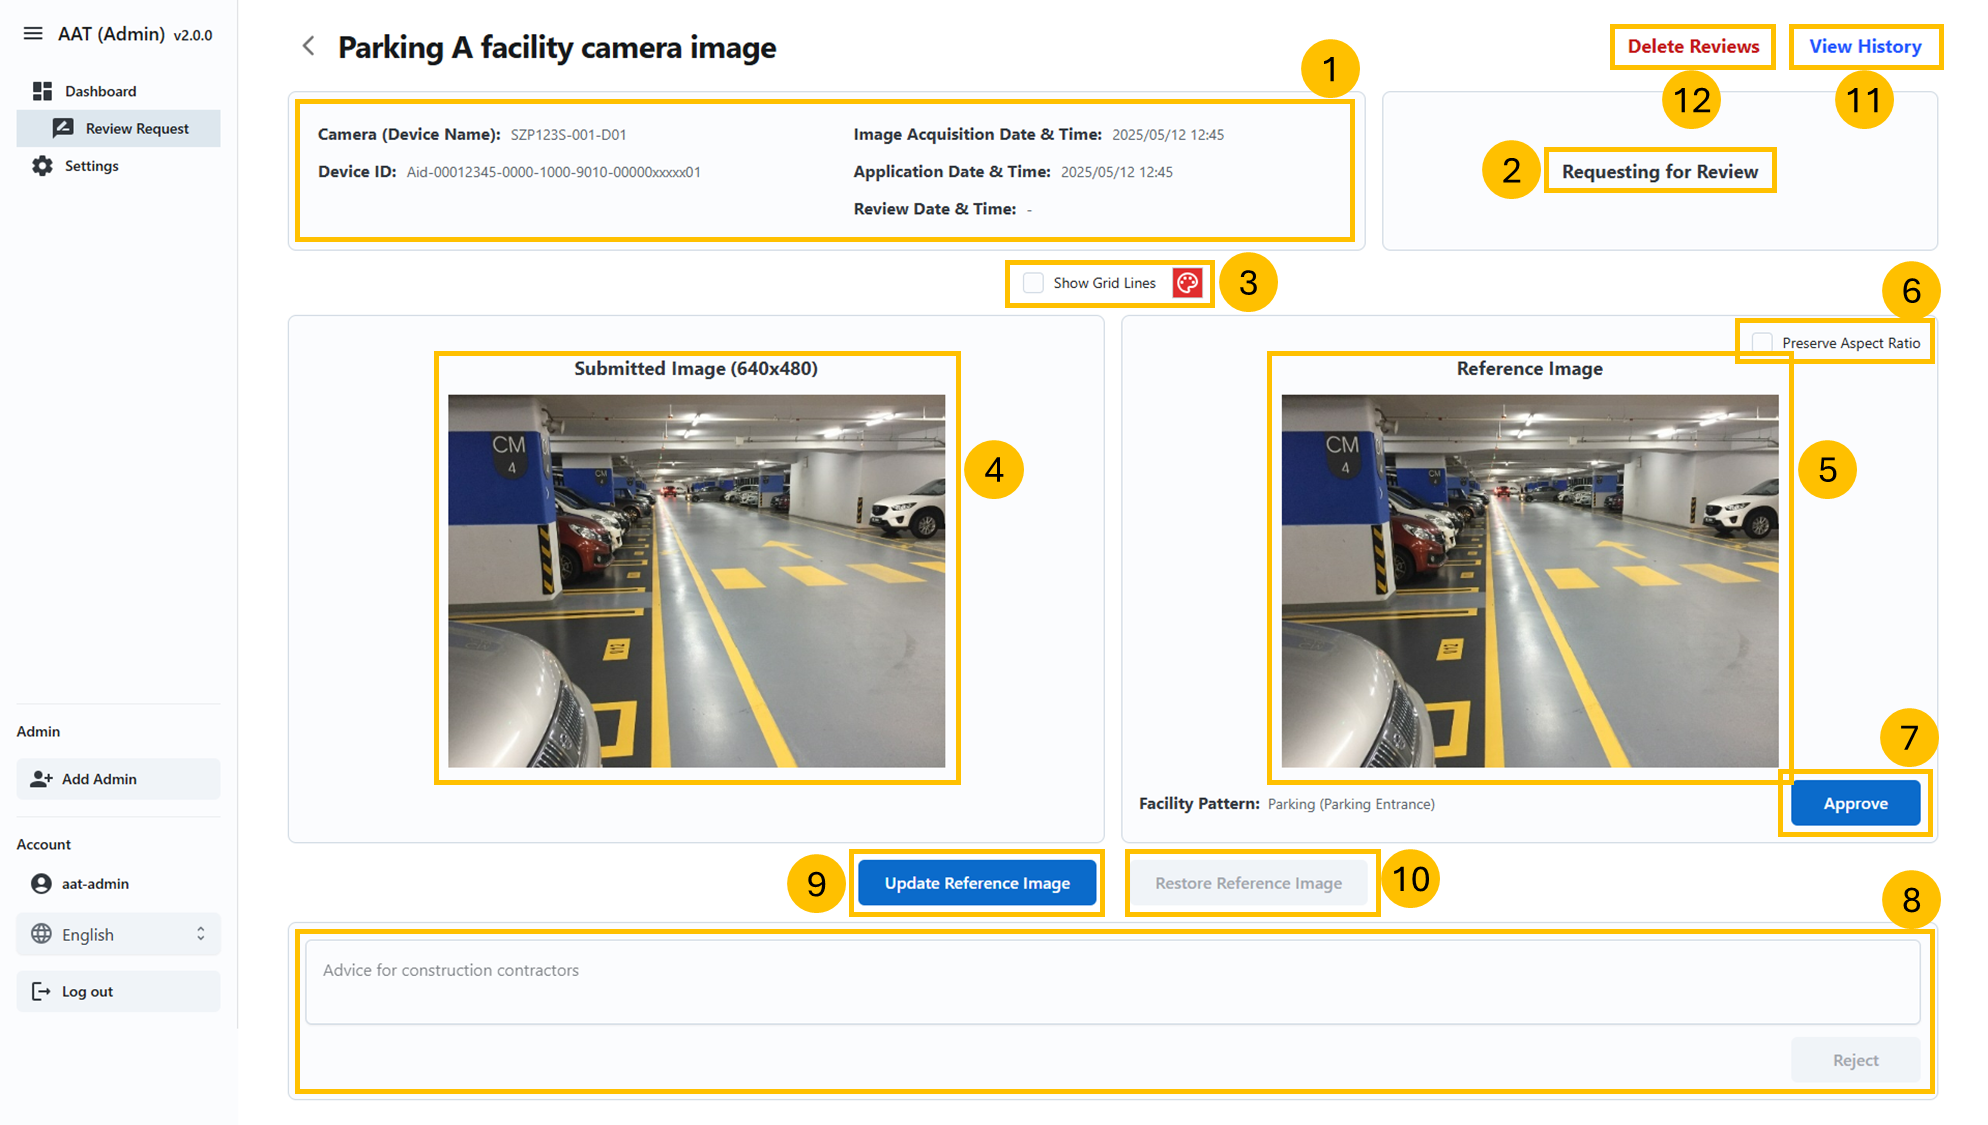 AAT (Admin) v2.0.0
Dashboard
Review Request
Settings
Admin
Add Admin
Account
aat-admin
English
Log out
Parking A facility camera image
Delete Reviews
View History
1
12
11
Camera (Device Name): SZP123S-001-D01
Device ID: Aid-00012345-0000-1000-9010-00000xxxxx01
Image Acquisition Date & Time: 2025/05/12 12:45
Application Date & Time: 2025/05/12 12:45
Review Date & Time: -
2
Requesting for Review
Show Grid Lines
3
6
Preserve Aspect Ratio
Submitted Image (640x480)
CM
4
CM
4
4
Reference Image
CM
4
CM
4
5
7
Facility Pattern: Parking (Parking Entrance)
Approve
9
Update Reference Image
Restore Reference Image
10
8
Advice for construction contractors
Reject